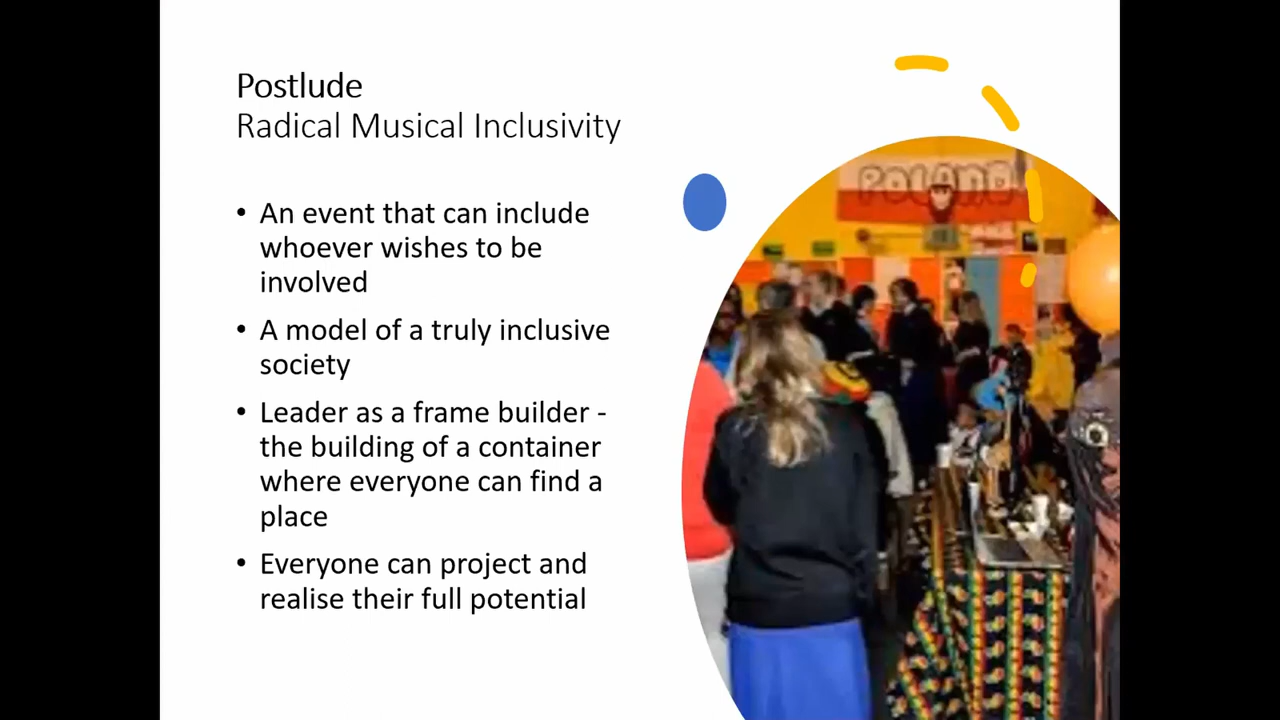 Postlude
Radical Musical Inclusivity
• An event that can include
whoever wishes to be
involved
• A model of a truly inclusive
society
• Leader as a frame builder -
the building of a container
where everyone can find a
place
• Everyone can project and
realise their full potential
POLAND